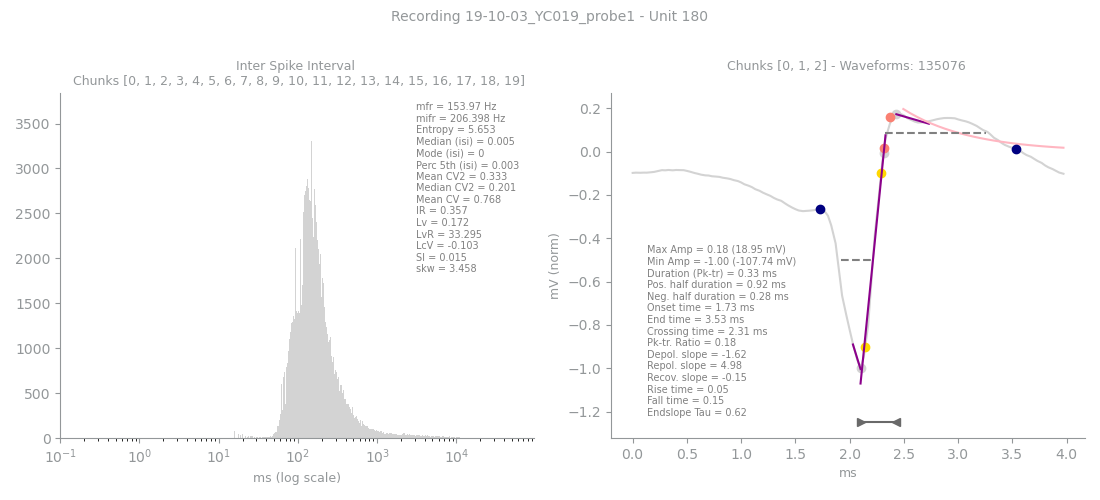 Recording 19-10-03_YC019_probe1 - Unit 180
Inter Spike Interval
Chunks [0, 1, 2, 3, 4, 5, 6, 7, 8, 9, 10, 11, 12, 13, 14, 15, 16, 17, 18, 19]
3500
3000
2500
2000
1500
1000
500
0
mfr = 153.97 Hz
mifr = 206.398 Hz
Entropy = 5.653
Median (isi) = 0.005
Mode (isi) = 0
Perc 5th (isi) = 0.003
Mean CV2 = 0.333
Median CV2 = 0.201
Mean CV = 0.768
IR = 0.357
Lv = 0.172
LvR = 33.295
LcV = -0.103
SI = 0.015
skw = 3.458
10⁻¹ 10⁰ 10¹ 10² 10³ 10⁴
ms (log scale)
Chunks [0, 1, 2] - Waveforms: 135076
mV (norm)
0.2
0.0
−0.2
−0.4
−0.6
−0.8
−1.0
−1.2
Max Amp = 0.18 (18.95 mV)
Min Amp = -1.00 (-107.74 mV)
Duration (Pk-tr) = 0.33 ms
Pos. half duration = 0.92 ms
Neg. half duration = 0.28 ms
Onset time = 1.73 ms
End time = 3.53 ms
Crossing time = 2.31 ms
Pk-tr. Ratio = 0.18
Depol. slope = -1.62
Repol. slope = 4.98
Recov. slope = -0.15
Rise time = 0.05
Fall time = 0.15
Endslope Tau = 0.62
0.0 0.5 1.0 1.5 2.0 2.5 3.0 3.5 4.0
ms